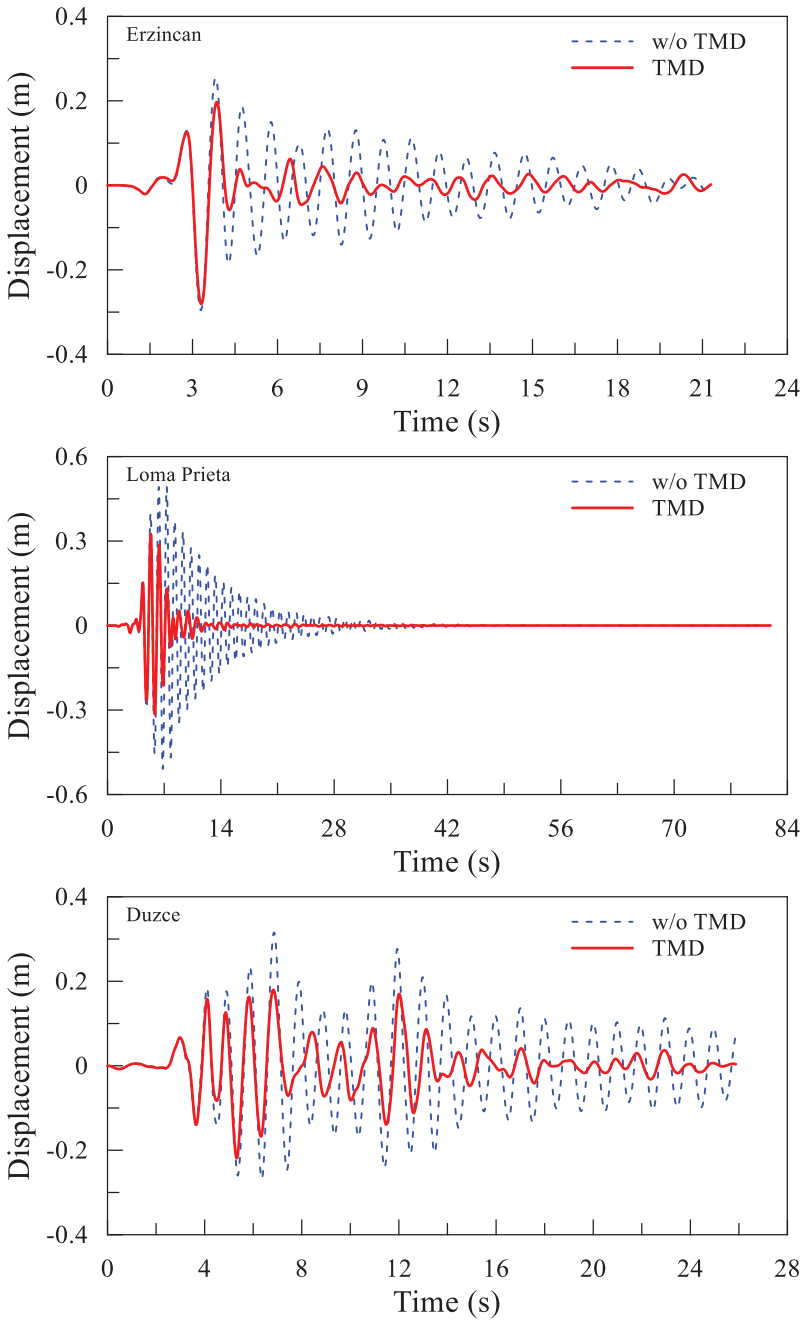 Erzincan
w/o TMD
TMD
0.4
0.2
0
-0.2
-0.4
Displacement (m)
0 3 6 9 12 15 18 21 24
Time (s)
Loma Prieta
w/o TMD
TMD
0.6
0.3
0
-0.3
-0.6
Displacement (m)
0 14 28 42 56 70 84
Time (s)
Duzce
w/o TMD
TMD
0.4
0.2
0
-0.2
-0.4
Displacement (m)
0 4 8 12 16 20 24 28
Time (s)